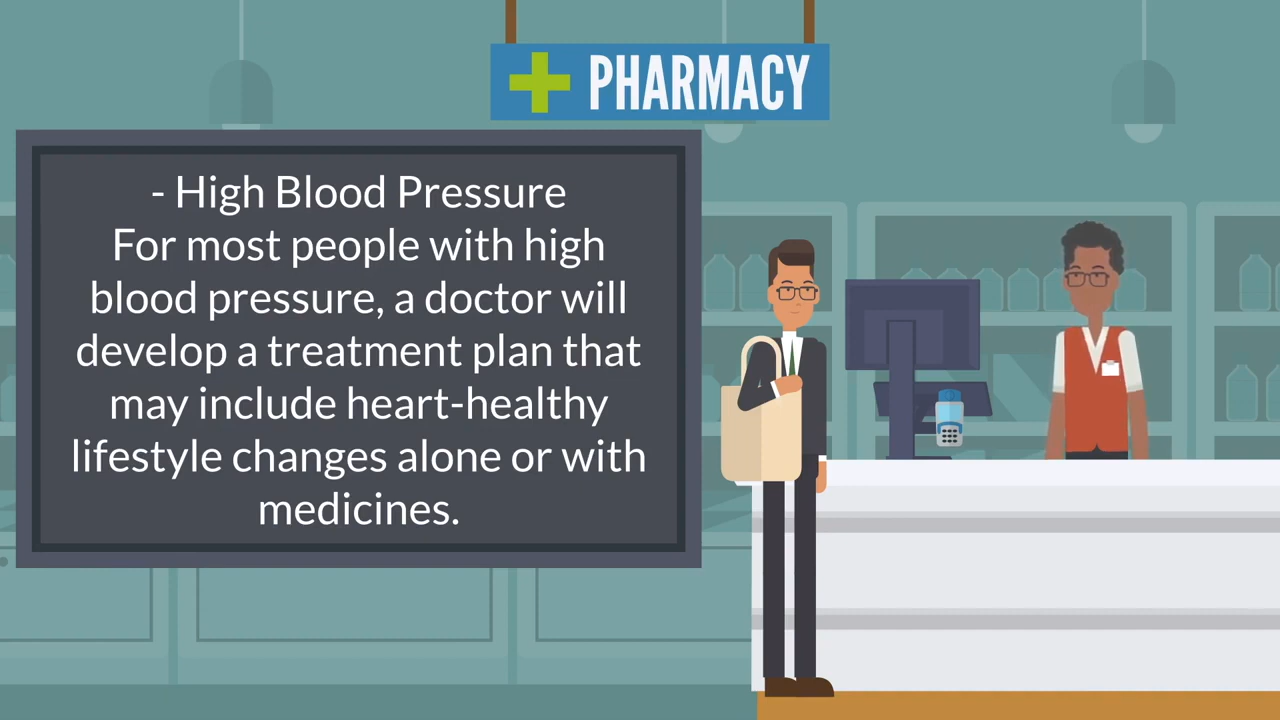 PHARMACY
- High Blood Pressure
For most people with high
blood pressure, a doctor will
develop a treatment plan that
may include heart-healthy
lifestyle changes alone or with
medicines.